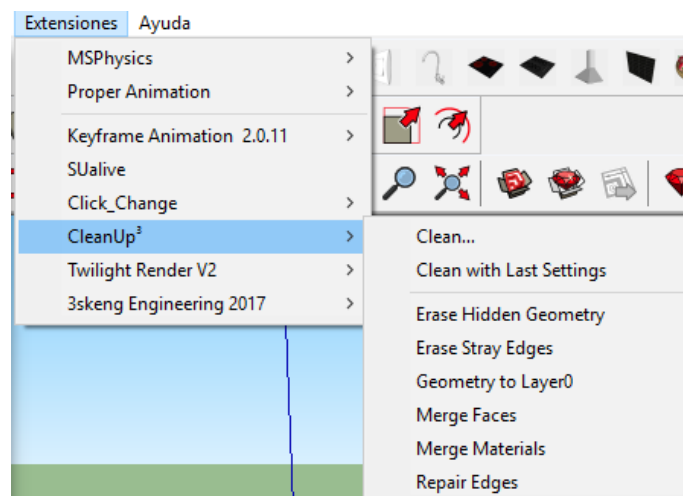 Extensiones Ayuda
MSPhysics
Proper Animation
Keyframe Animation 2.0.11
SUalive
Click_Change
CleanUp³
Twilight Render V2
3skeng Engineering 2017
Clean...
Clean with Last Settings
Erase Hidden Geometry
Erase Stray Edges
Geometry to Layer0
Merge Faces
Merge Materials
Repair Edges